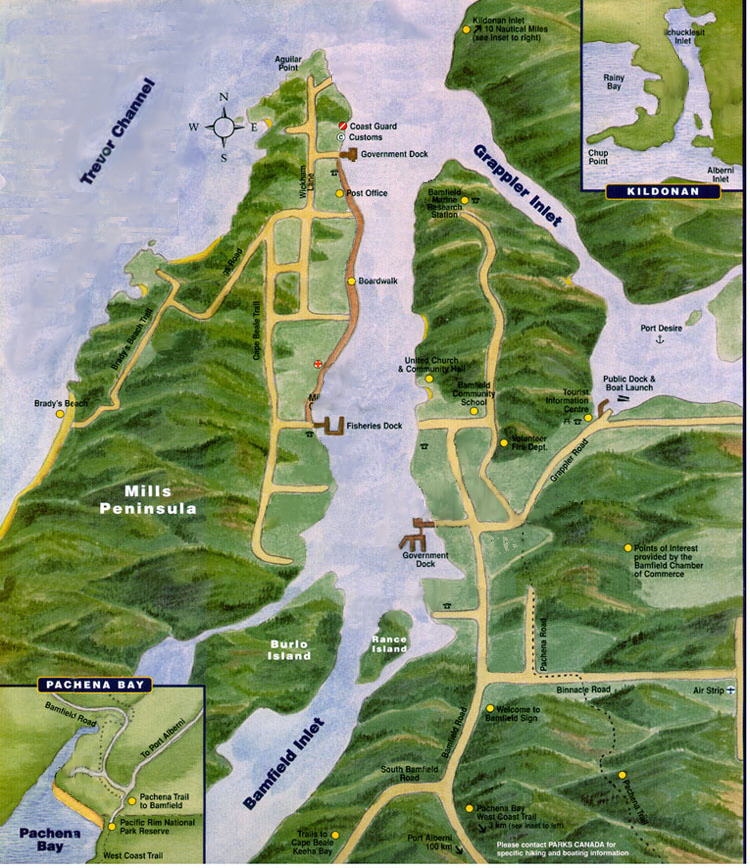 Kildonan Inlet
10 Nautical Miles
(see inset to right)
Uchucklesit
Inlet
Rainy
Bay
Chup
Point
Alberni
Inlet
KILDONAN
Aguilar
Point
Trevor Channel
N
W E
S
Coast Guard
Customs
Government Dock
Wickham
Lane
Post Office
Grappler Inlet
Bamfield
Marine
Research
Station
Road
Boardwalk
Cape Beale Trail
Brady's Beach Trail
Port Desire
United Church
& Community Hall
Bamfield
Community
School
Tourist
Information
Centre
Public Dock &
Boat Launch
Brady's Beach
Fisheries Dock
Volunteer
Fire Dept.
Grappler Road
Mills
Peninsula
Government
Dock
Points of Interest
provided by the
Bamfield Chamber
of Commerce
Burlo
Island
Rance
Island
Pachena Road
Binnacle Road
Air Strip
Welcome to
Bamfield Sign
Bamfield Road
Bamfield Inlet
South Bamfield
Road
Pachena Trail
Pachena Bay
West Coast Trail
3 km (see inset to left)
Trails to
Cape Beale
Keeha Bay
Port Alberni
100 km
Please contact PARKS CANADA for
specific hiking and boating information
PACHENA BAY
Bamfield Road
To Port Alberni
Pachena Trail
to Bamfield
Pacific Rim National
Park Reserve
Pachena
Bay
West Coast Trail